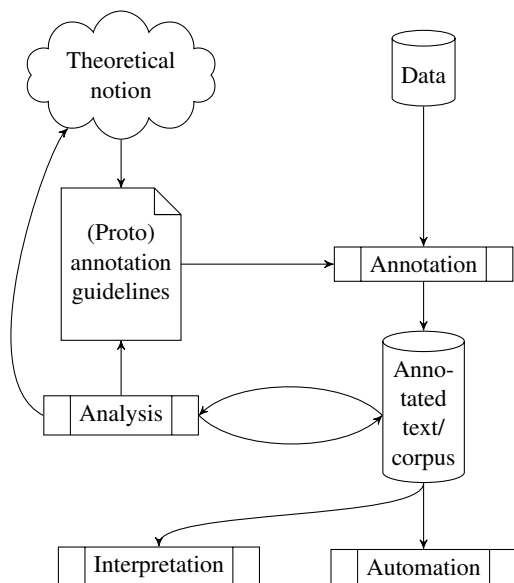 Theoretical
notion
Data
(Proto)
annotation
guidelines
Annotation
Anno-
tated
text/
corpus
Analysis
Interpretation
Automation